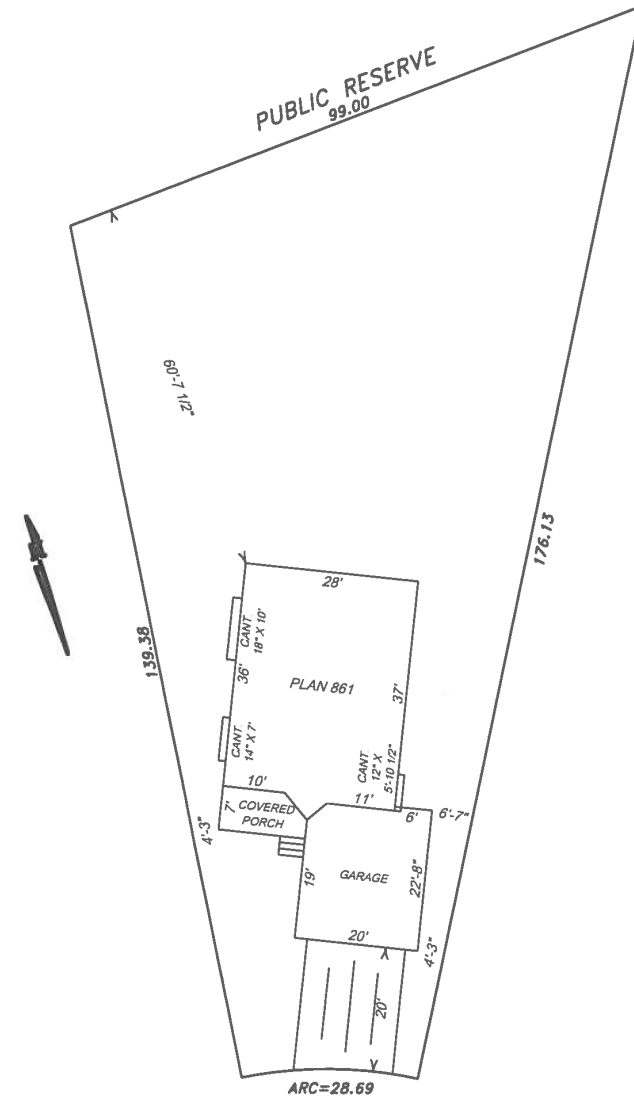 PUBLIC RESERVE
99.00
60'-7 1/2"
N
176.13
139.38
28'
CANT.
18" X 10'
36'
PLAN 861
37'
CANT.
14" X 7'
CANT.
12" X
5'-10 1/2"
10'
11'
6'
6'-7"
7'
COVERED
PORCH
4'-3"
19'
GARAGE
22'-8"
20'
4'-3"
20'
ARC=28.69